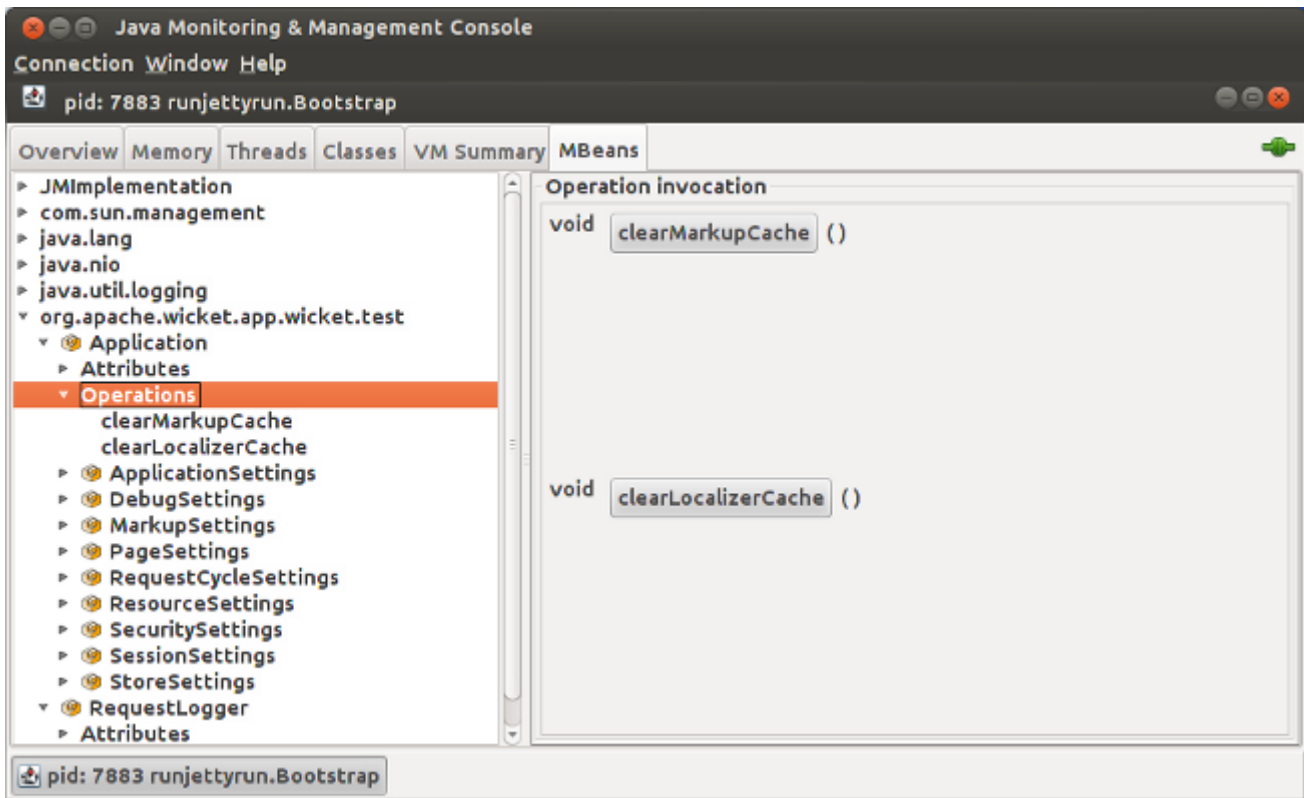 Java Monitoring & Management Console
Connection Window Help
pid: 7883 runjettyrun.Bootstrap
Overview Memory Threads Classes VM Summary MBeans
JMImplementation
com.sun.management
java.lang
java.nio
java.util.logging
org.apache.wicket.app.wicket.test
Application
Attributes
Operations
clearMarkupCache
clearLocalizerCache
ApplicationSettings
DebugSettings
MarkupSettings
PageSettings
RequestCycleSettings
ResourceSettings
SecuritySettings
SessionSettings
StoreSettings
RequestLogger
Attributes
Operation invocation
void clearMarkupCache ()
void clearLocalizerCache ()
pid: 7883 runjettyrun.Bootstrap